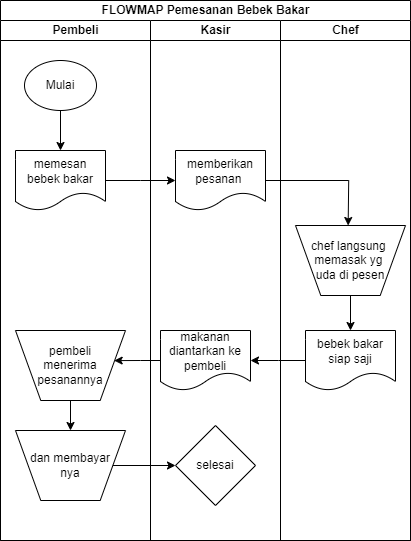 FLOWMAP Pemesanan Bebek Bakar
Pembeli
Kasir
Chef
Mulai
memesan
bebek bakar
memberikan
pesanan
chef langsung
memasak yg
uda di pesen
bebek bakar
siap saji
makanan
diantarkan ke
pembeli
pembeli
menerima
pesanannya
dan membayar
nya
selesai